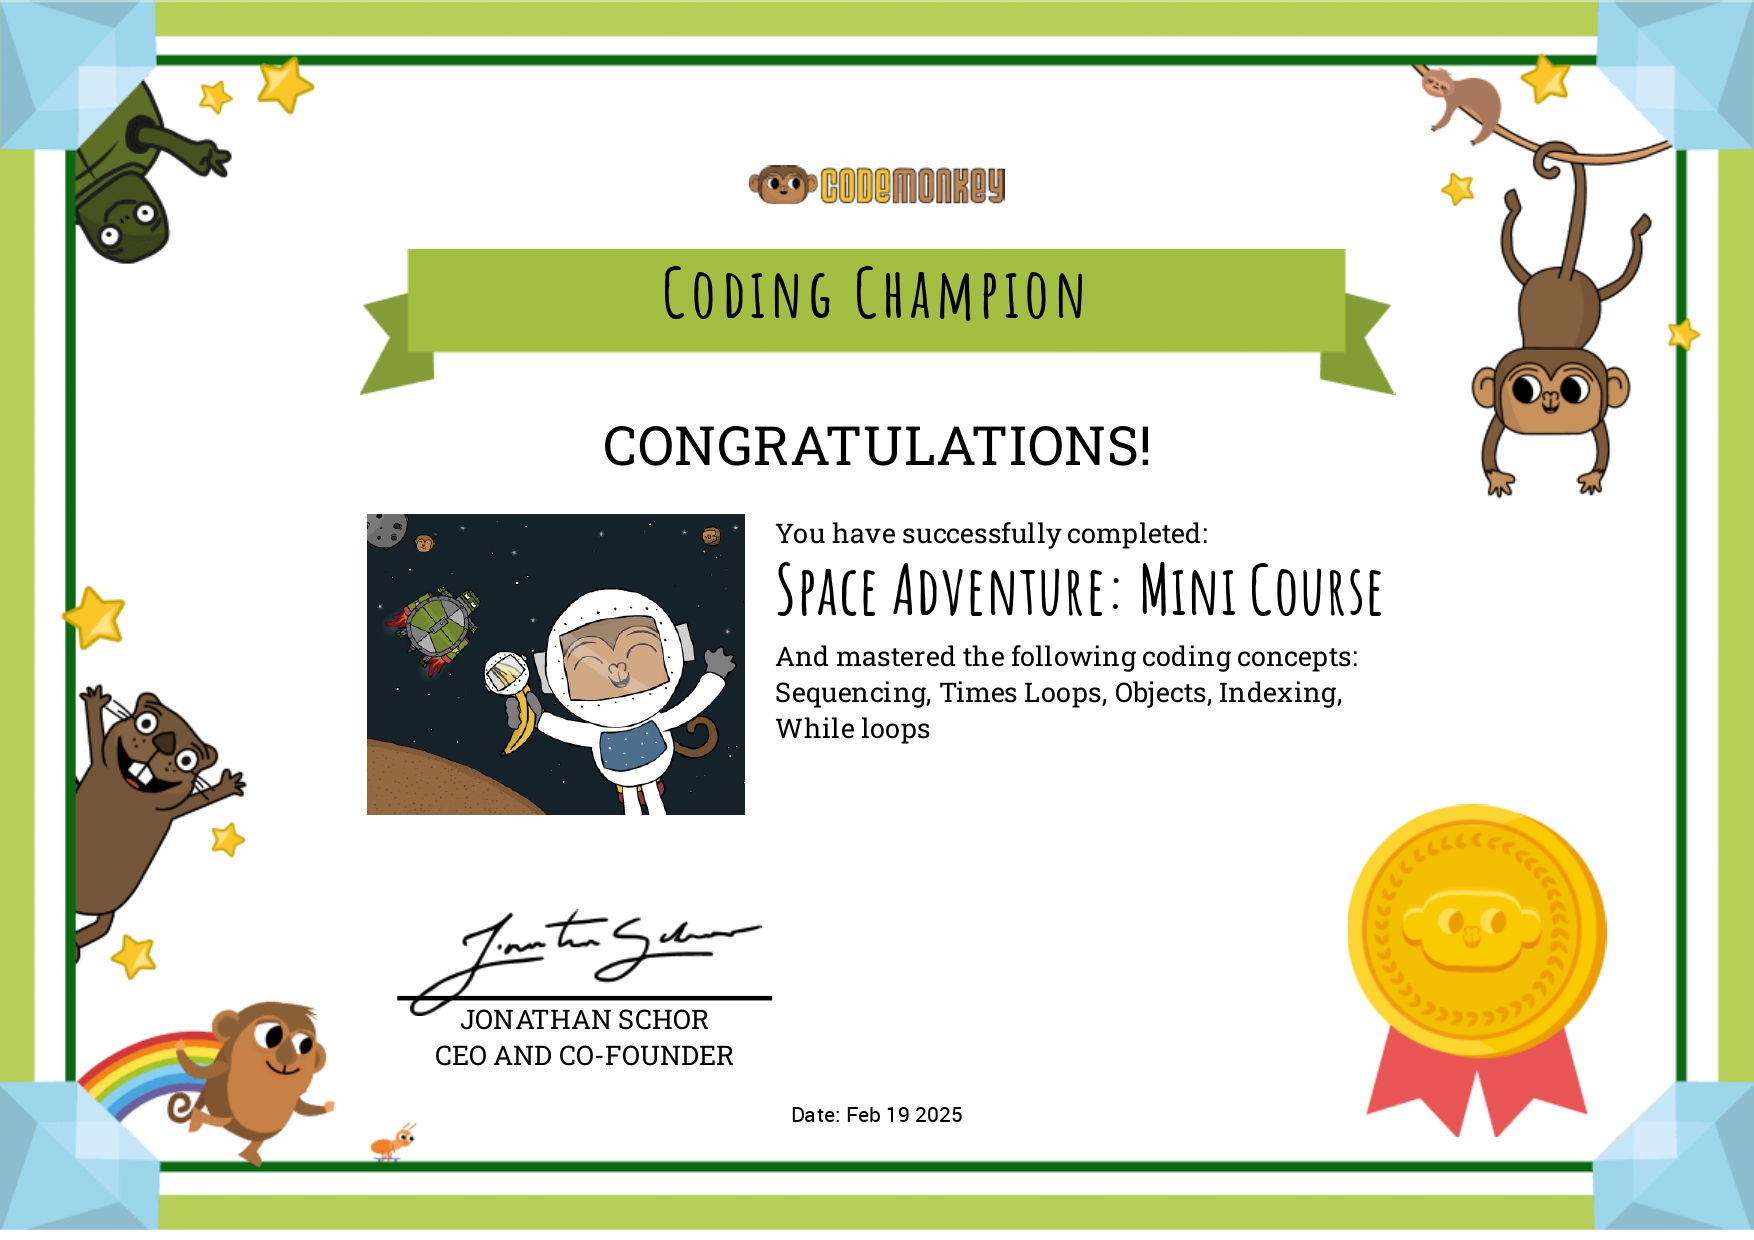 CODEMONKEY
Coding Champion
CONGRATULATIONS!
You have successfully completed:
Space Adventure: Mini Course
And mastered the following coding concepts:
Sequencing, Times Loops, Objects, Indexing,
While loops
Jonathan Schor
JONATHAN SCHOR
CEO AND CO-FOUNDER
Date: Feb 19 2025